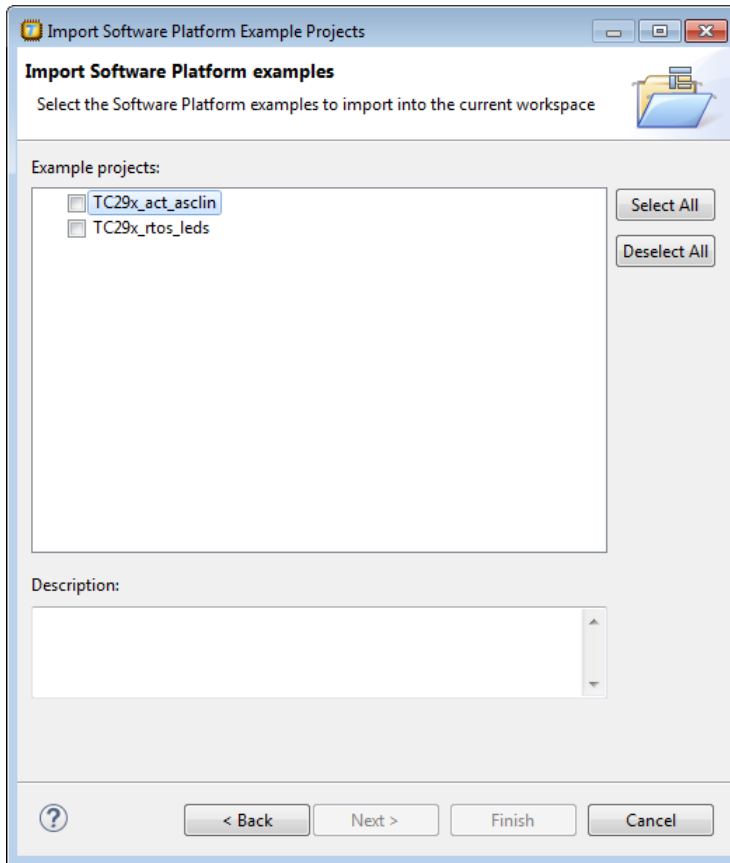 Import Software Platform Example Projects
Import Software Platform examples
Select the Software Platform examples to import into the current workspace
Example projects:
TC29x_act_asclin
Select All
TC29x_rtos_leds
Deselect All
Description:
?
< Back
Next >
Finish
Cancel